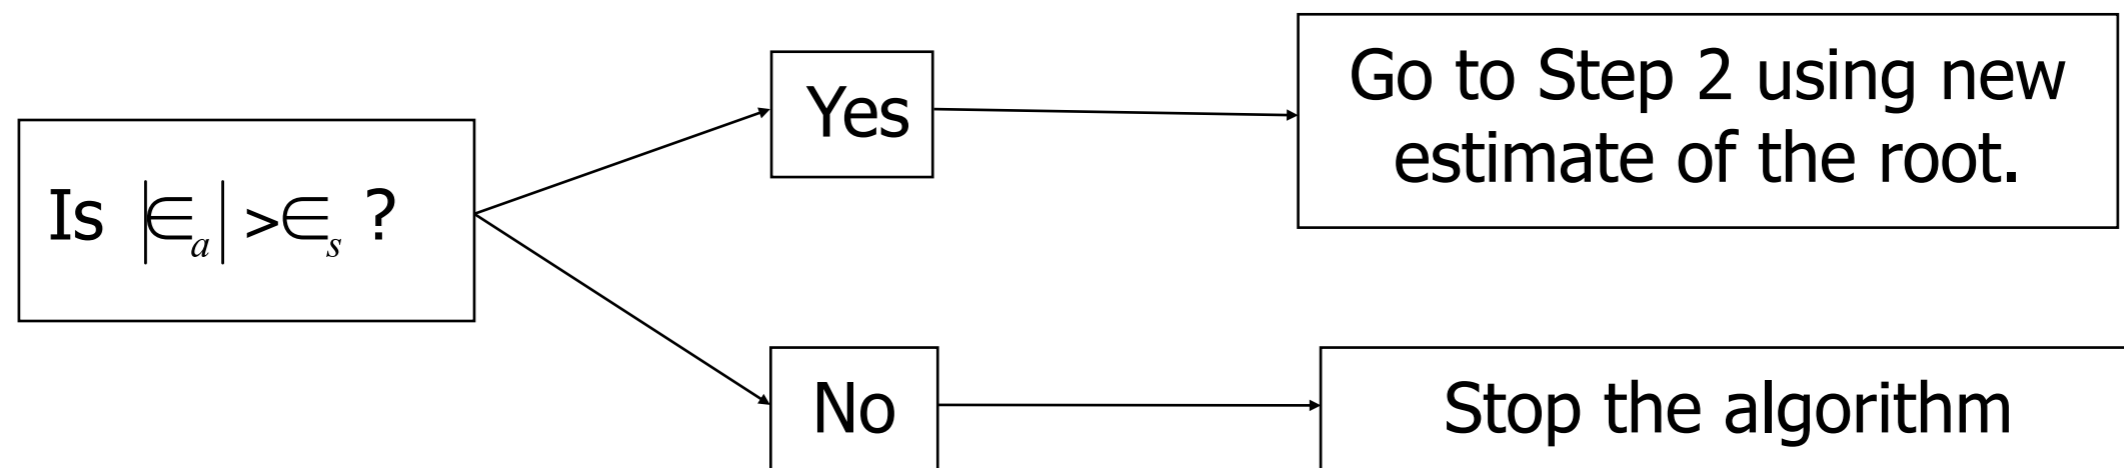 Is |∈a| >∈s ?
Yes
Go to Step 2 using new
estimate of the root.
No
Stop the algorithm